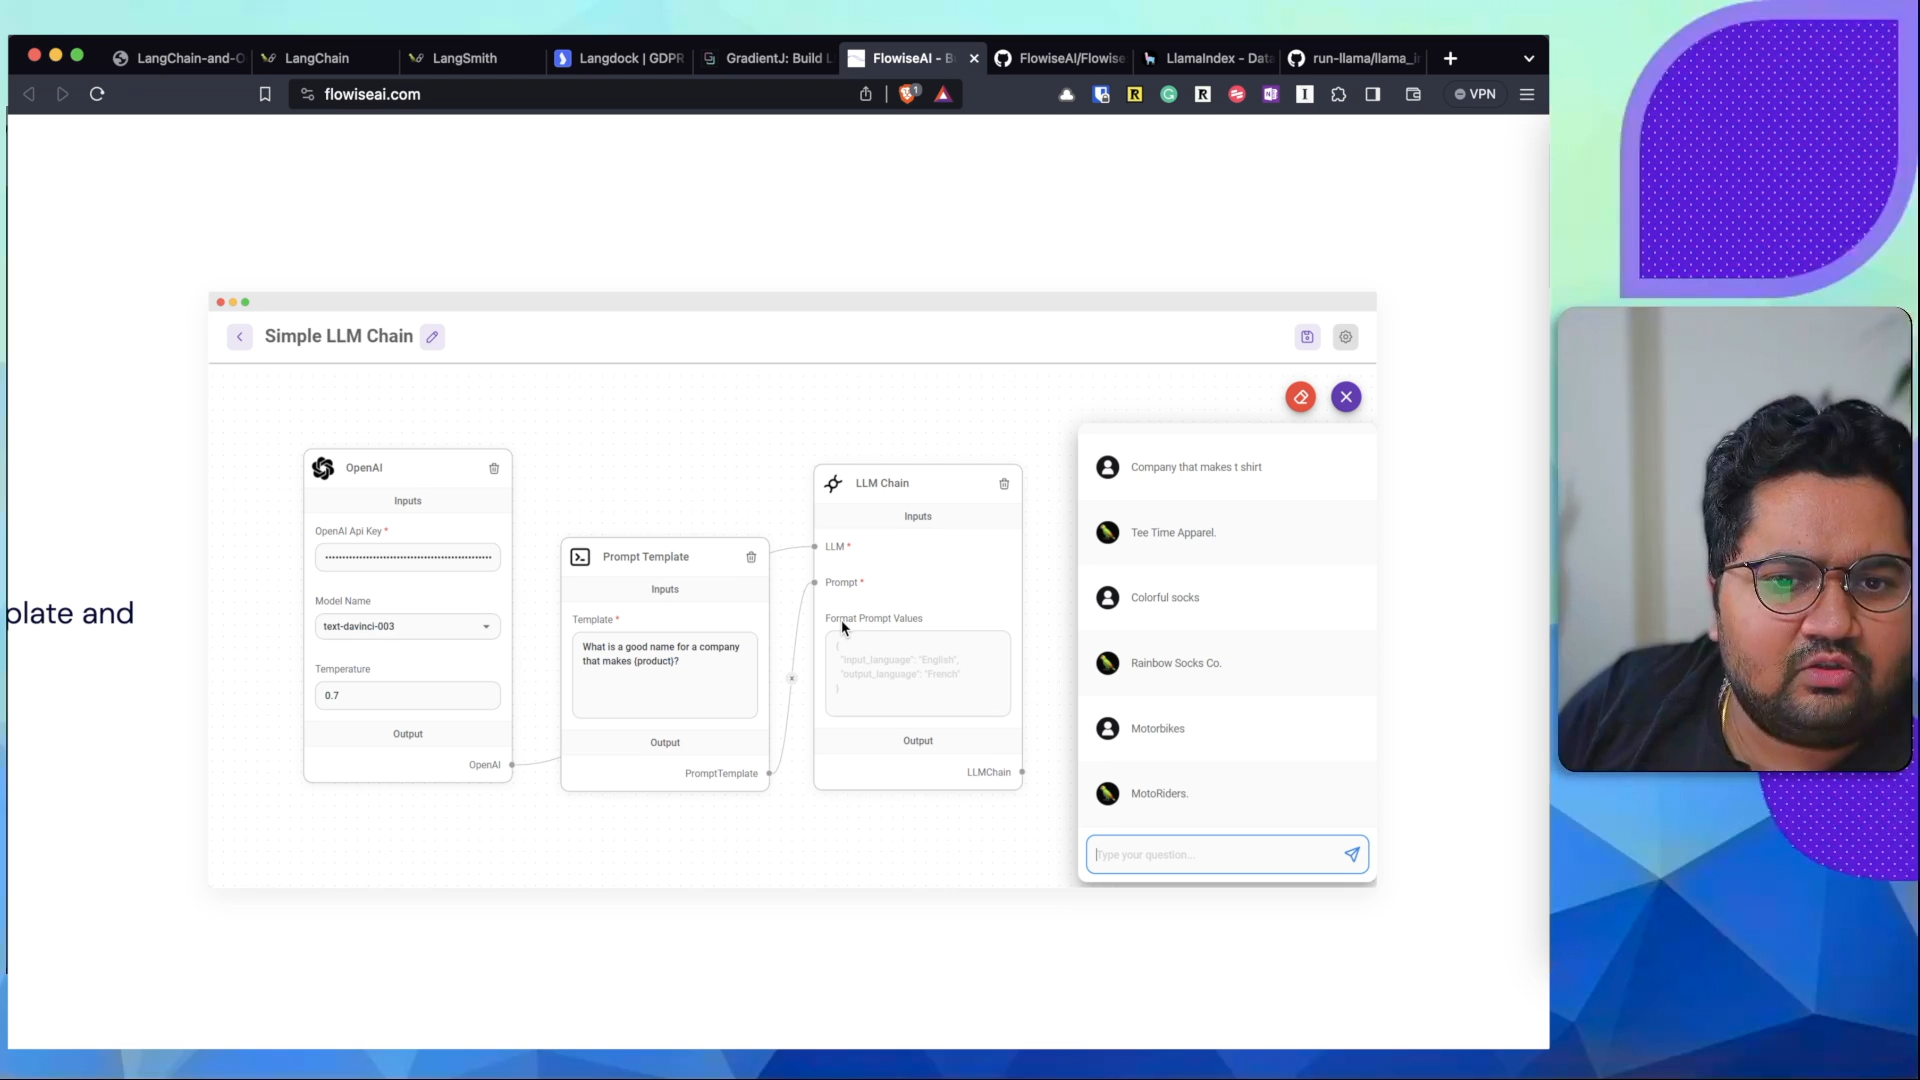 LangChain-and-O
LangChain
LangSmith
Langdock | GDPR
GradientJ: Build L
FlowiseAI - B
FlowiseAI/Flowise
LlamaIndex - Data
run-llama/llama_in
flowiseai.com
1
VPN
Simple LLM Chain
plate and
OpenAI
Inputs
OpenAI Api Key *
Model Name
text-davinci-003
Temperature
0.7
Output
OpenAI
Prompt Template
Inputs
Template *
What is a good name for a company
that makes {product}?
Output
PromptTemplate
LLM Chain
Inputs
LLM *
Prompt *
Format Prompt Values
{
"input_language": "English",
"output_language": "French"
}
Output
LLMChain
Company that makes t shirt
Tee Time Apparel.
Colorful socks
Rainbow Socks Co.
Motorbikes
MotoRiders.
Type your question...